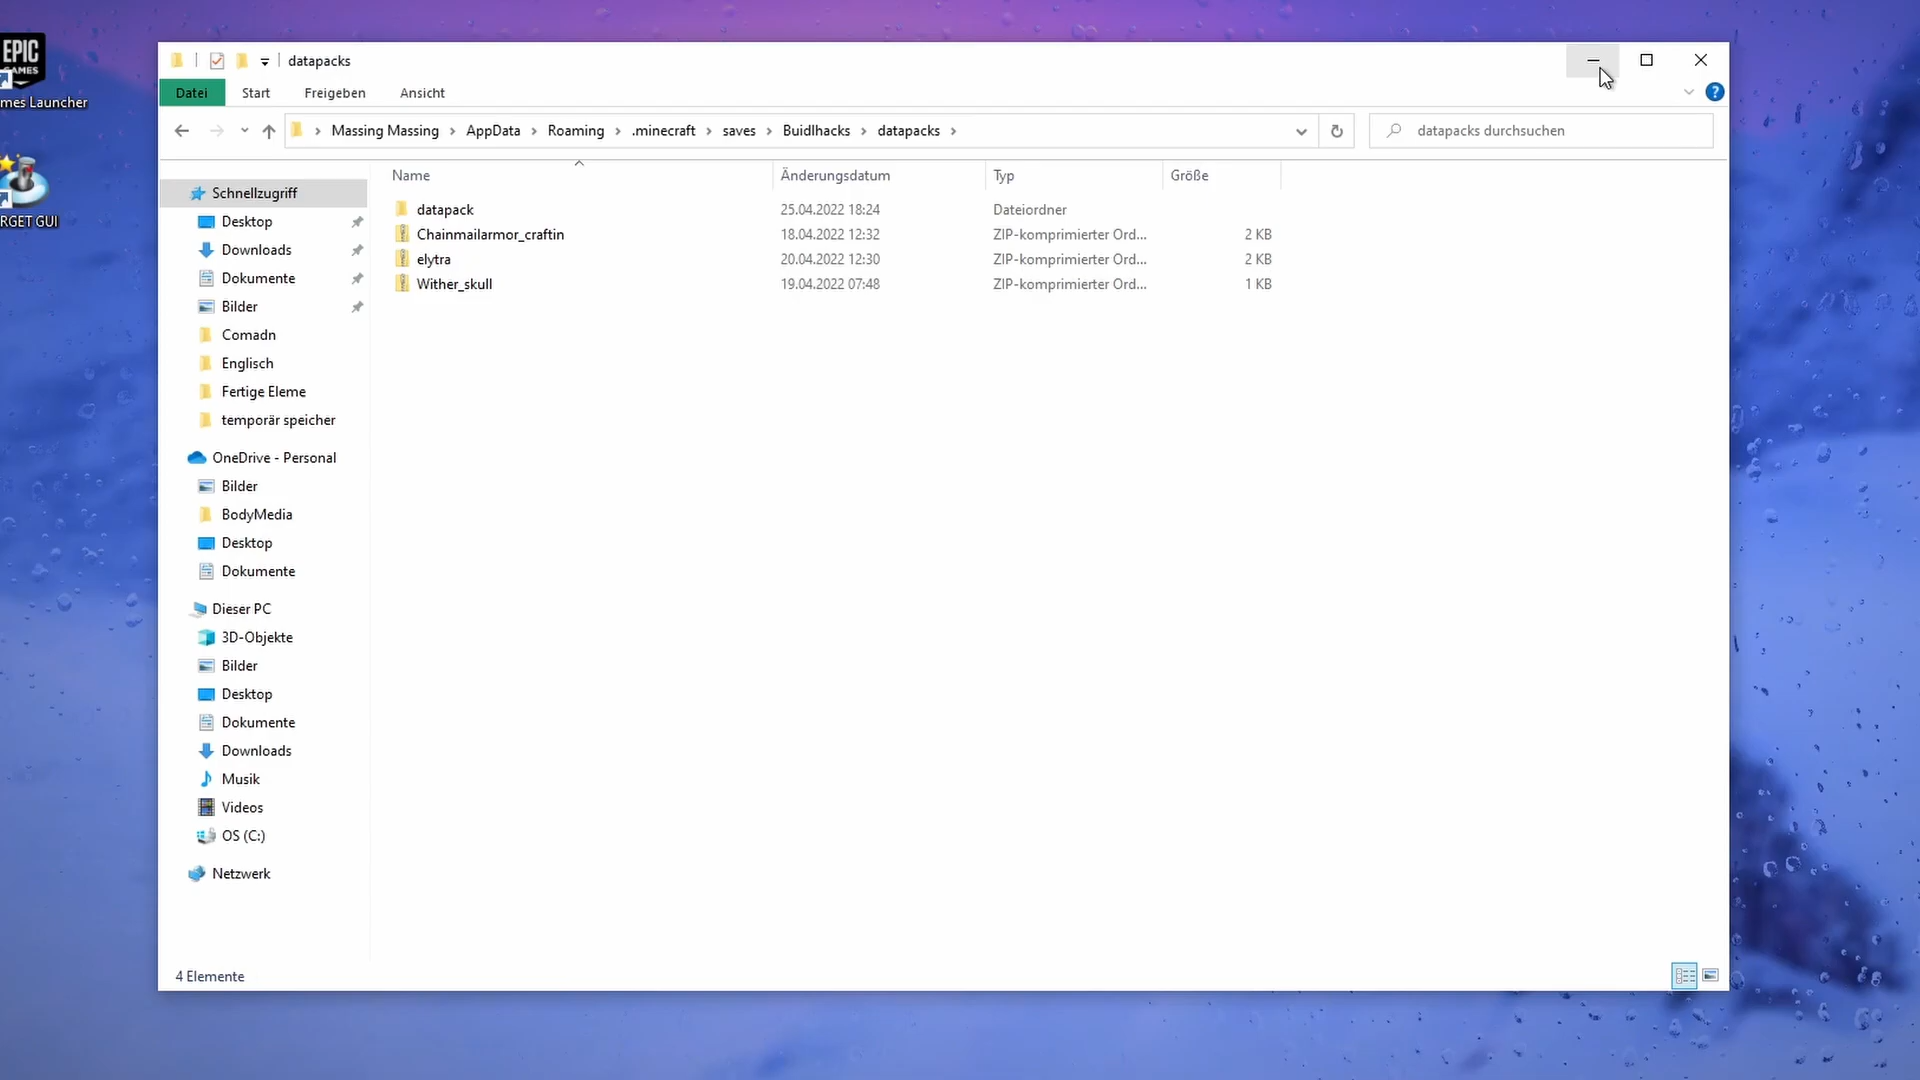 EPIC
GAMES
mes Launcher
RGET GUI
datapacks
Datei Start Freigeben Ansicht
Massing Massing AppData Roaming .minecraft saves Buidlhacks datapacks
datapacks durchsuchen
Name Änderungsdatum Typ Größe
datapack 25.04.2022 18:24 Dateiordner
Chainmailarmor_craftin 18.04.2022 12:32 ZIP-komprimierter Ord... 2 KB
elytra 20.04.2022 12:30 ZIP-komprimierter Ord... 2 KB
Wither_skull 19.04.2022 07:48 ZIP-komprimierter Ord... 1 KB
Schnellzugriff
Desktop
Downloads
Dokumente
Bilder
Comadn
Englisch
Fertige Eleme
temporär speicher
OneDrive - Personal
Bilder
BodyMedia
Desktop
Dokumente
Dieser PC
3D-Objekte
Bilder
Desktop
Dokumente
Downloads
Musik
Videos
OS (C:)
Netzwerk
4 Elemente